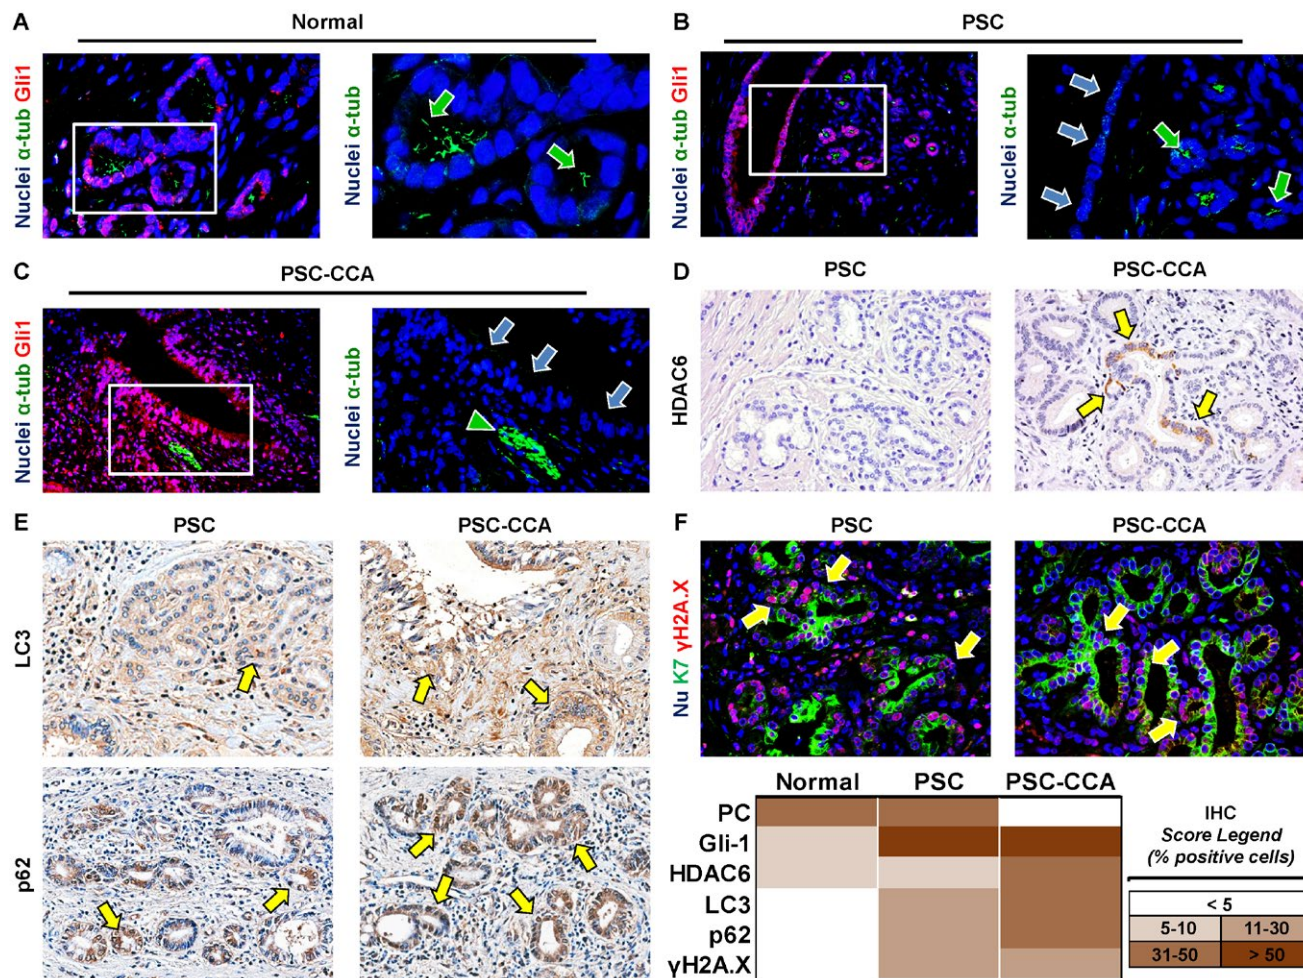 A
Normal
Nuclei α-tub Gli1
Nuclei α-tub
B
PSC
Nuclei α-tub Gli1
Nuclei α-tub
C
PSC-CCA
Nuclei α-tub Gli1
Nuclei α-tub
D
PSC
PSC-CCA
HDAC6
E
PSC
PSC-CCA
LC3
p62
F
PSC
PSC-CCA
Nu K7 γH2A.X
Normal PSC PSC-CCA
PC
Gli-1
HDAC6
LC3
p62
γH2A.X
IHC
Score Legend
(% positive cells)
< 5
5-10 11-30
31-50 > 50